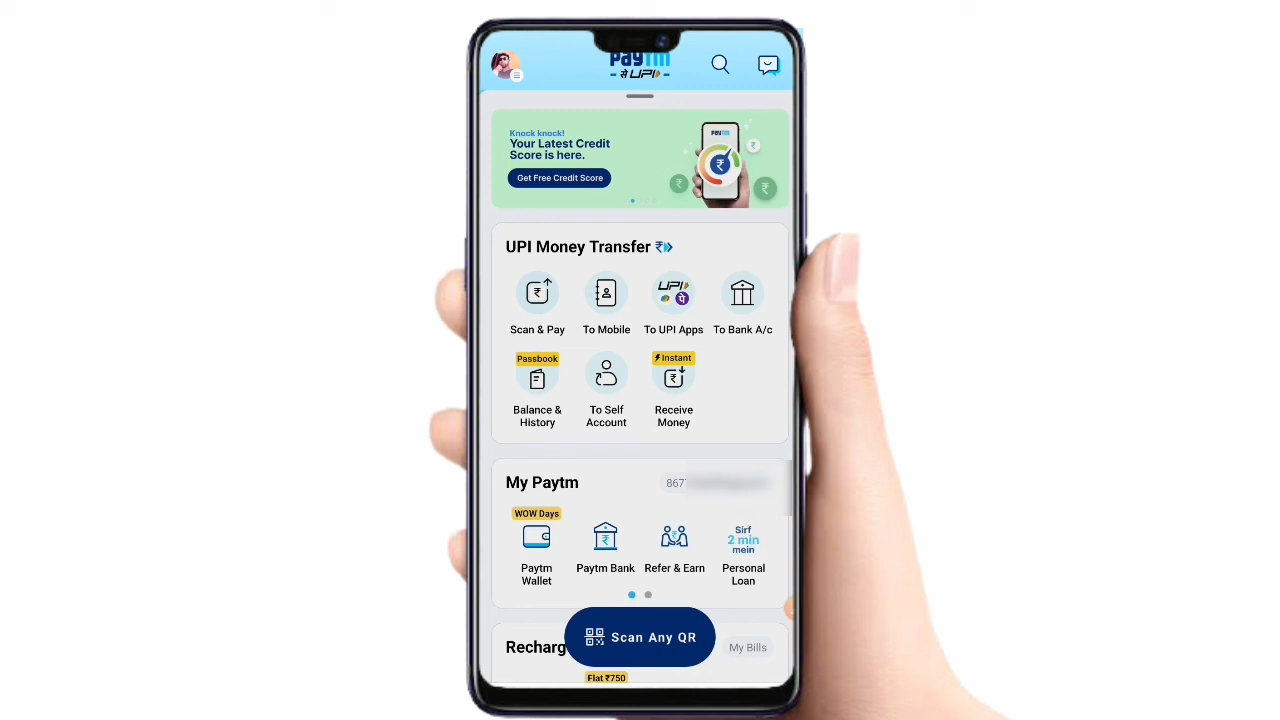 paytm
से UPI
Knock knock!
Your Latest Credit
Score is here.
Get Free Credit Score
PAYTM
UPI Money Transfer
Scan & Pay
To Mobile
UPI
To UPI Apps
To Bank A/c
Passbook
Balance &
History
To Self
Account
Instant
Receive
Money
My Paytm
867
WOW Days
Paytm
Wallet
Paytm Bank
Refer & Earn
Sirf
2 min
mein
Personal
Loan
Recharg
Scan Any QR
My Bills
Flat ₹750